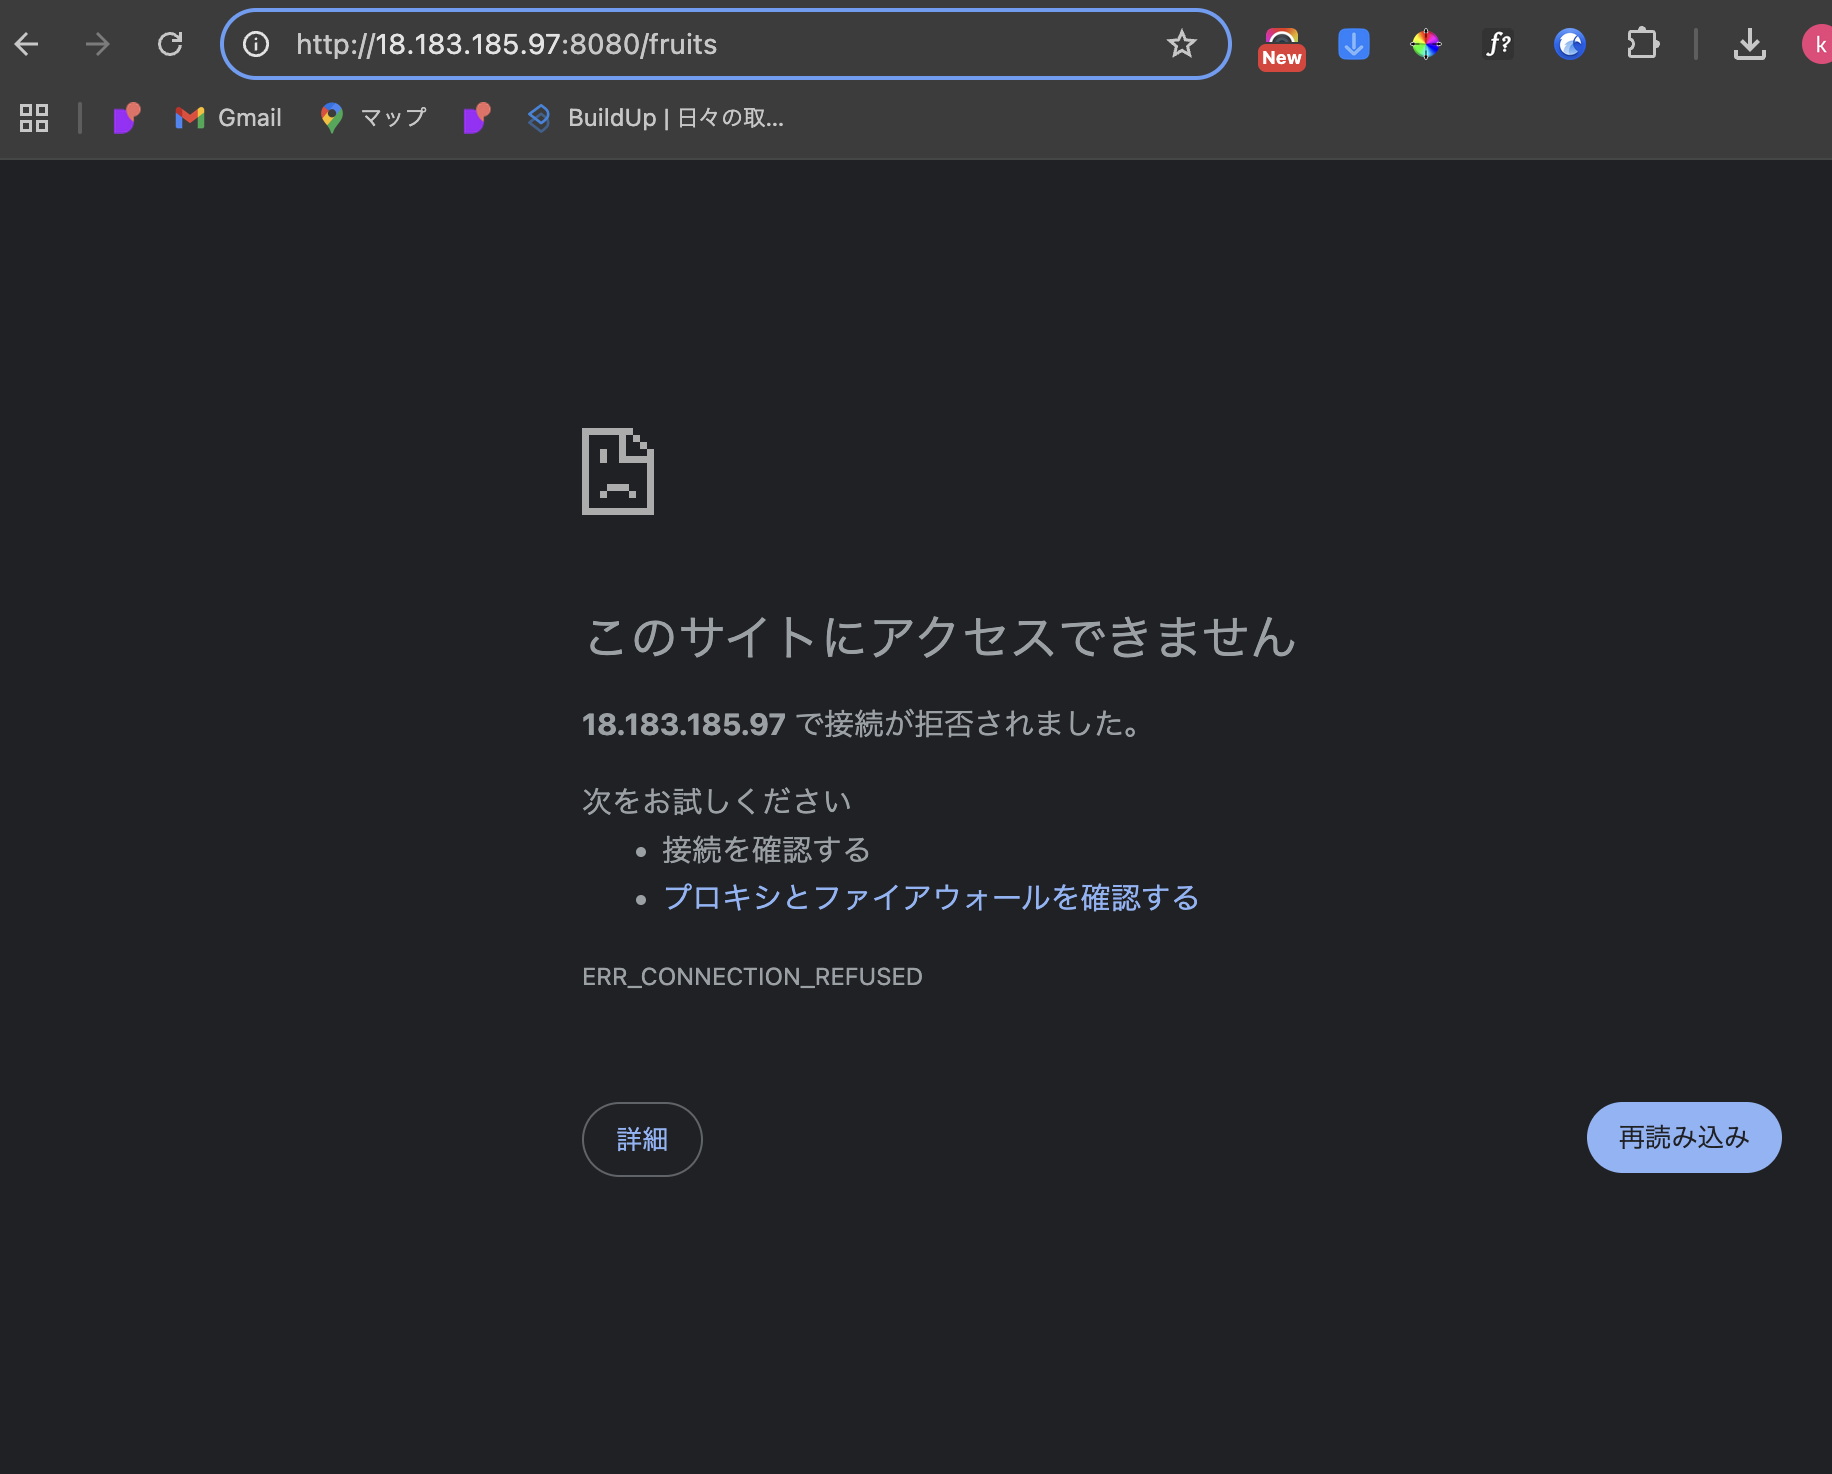 http://18.183.185.97:8080/fruits
New
f?
k
Gmail
マップ
BuildUp | 日々の取...
このサイトにアクセスできません
18.183.185.97 で接続が拒否されました。
次をお試しください
• 接続を確認する
• プロキシとファイアウォールを確認する
ERR_CONNECTION_REFUSED
詳細
再読み込み